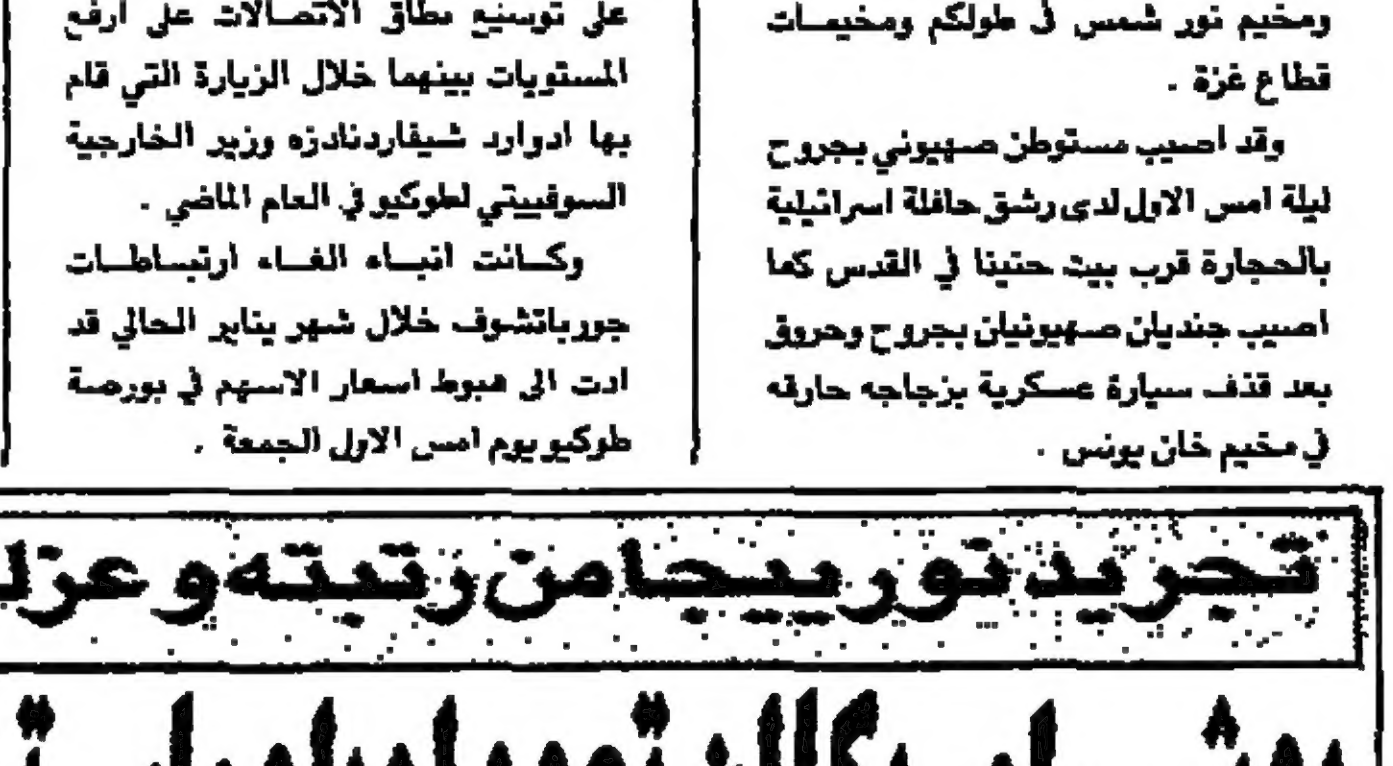 ومخيم نور شمس في طولكم ومخيمات
قطاع غزة .
وقد اصيب مستوطن صهيوني بجروح
ليلة امس الاول لدى رشق حافلة اسرائيلية
بالحجارة قرب بيت حنينا في القدس كما
اصيب جنديان صهيونيان بجروح وحروق
بعد قذف سيارة عسكرية بزجاجه حارقه
في مخيم خان يونس .
على توسيع نطاق الاتصالات على ارفع
المستويات بينهما خلال الزيارة التي قام
بها ادوارد شيفاردنادزه وزير الخارجية
السوفييتي لطوكيو في العام الماضي .
وكانت انباء الغاء ارتباطات
جورباتشوف خلال شهر يناير الحالي قد
ادت الى هبوط اسعار الاسهم في بورصة
طوكيو يوم امس الاول الجمعة .
تجريد نورييجا من رتبته و